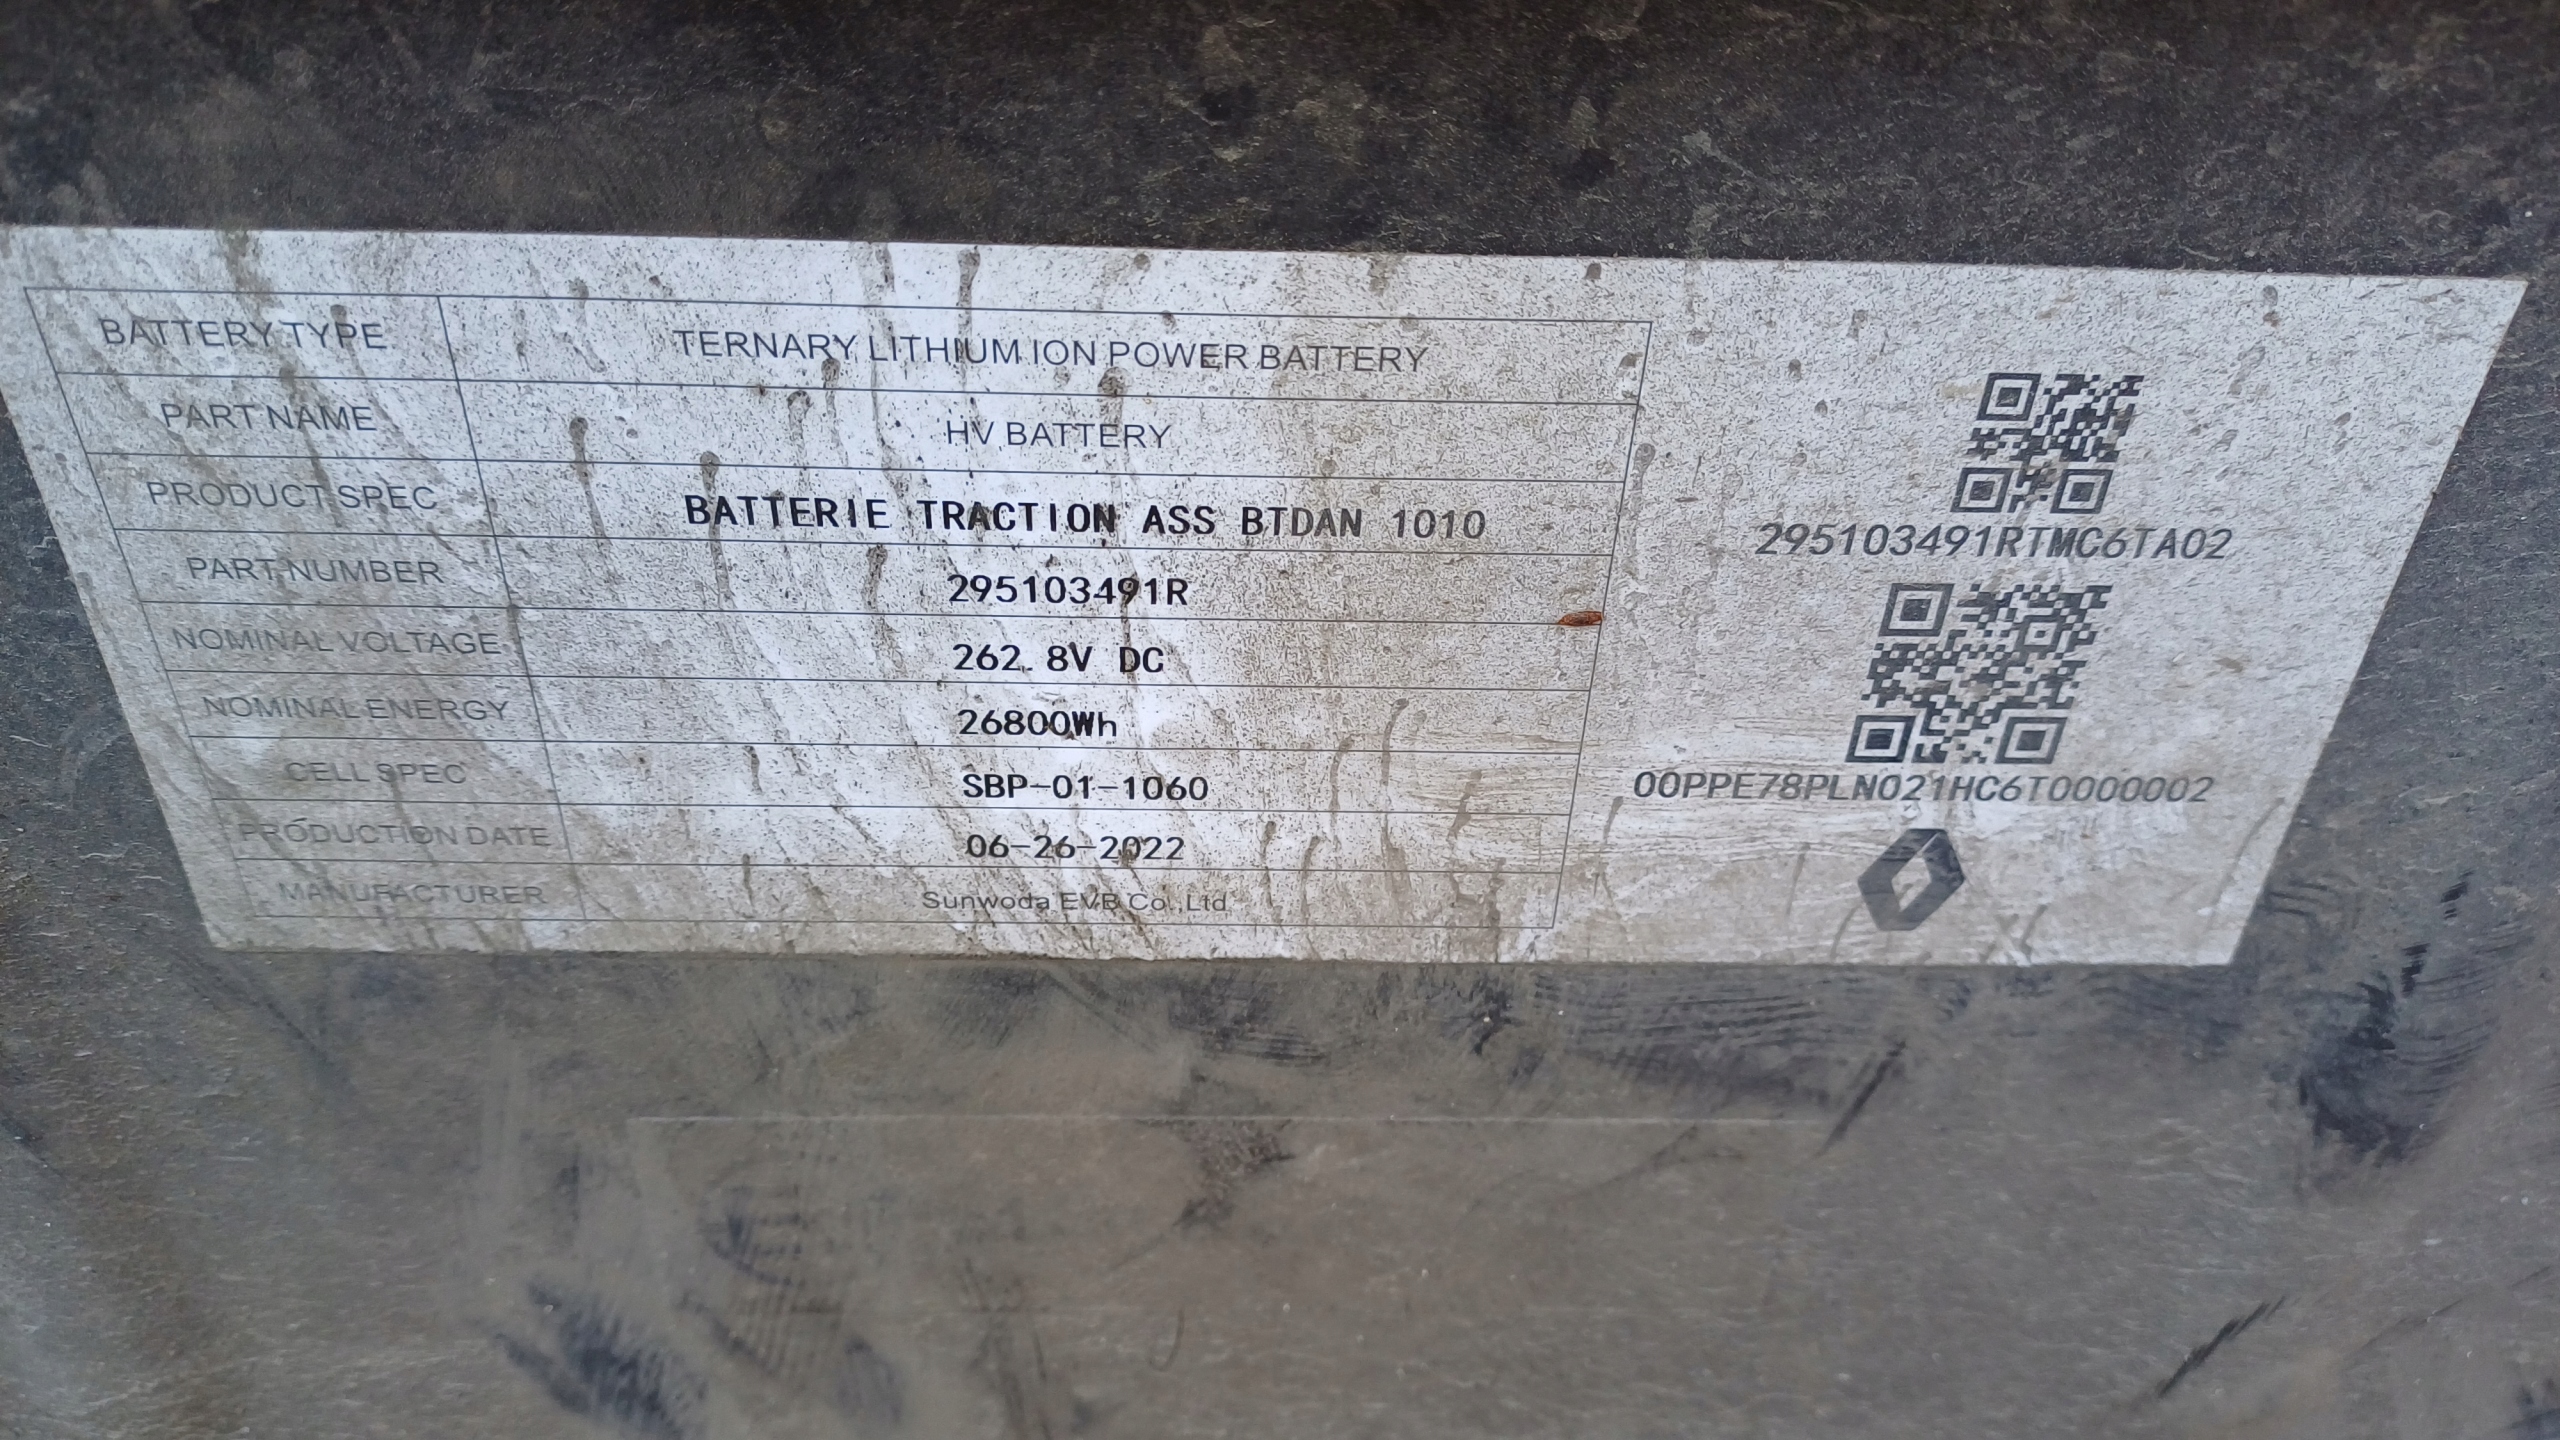 BATTERY TYPE TERNARY LITHIUM ION POWER BATTERY
PART NAME HV BATTERY
PRODUCT SPEC BATTERIE TRACTION ASS BTDAN 1010
PART NUMBER 295103491R
NOMINAL VOLTAGE 262.8V DC
NOMINAL ENERGY 26800Wh
CELL SPEC SBP-01-1060
PRODUCTION DATE 06-26-2022
MANUFACTURER Sunwoda EVB Co.,Ltd
295103491RTMC6TA02
00PPE78PLN021HC6T0000002